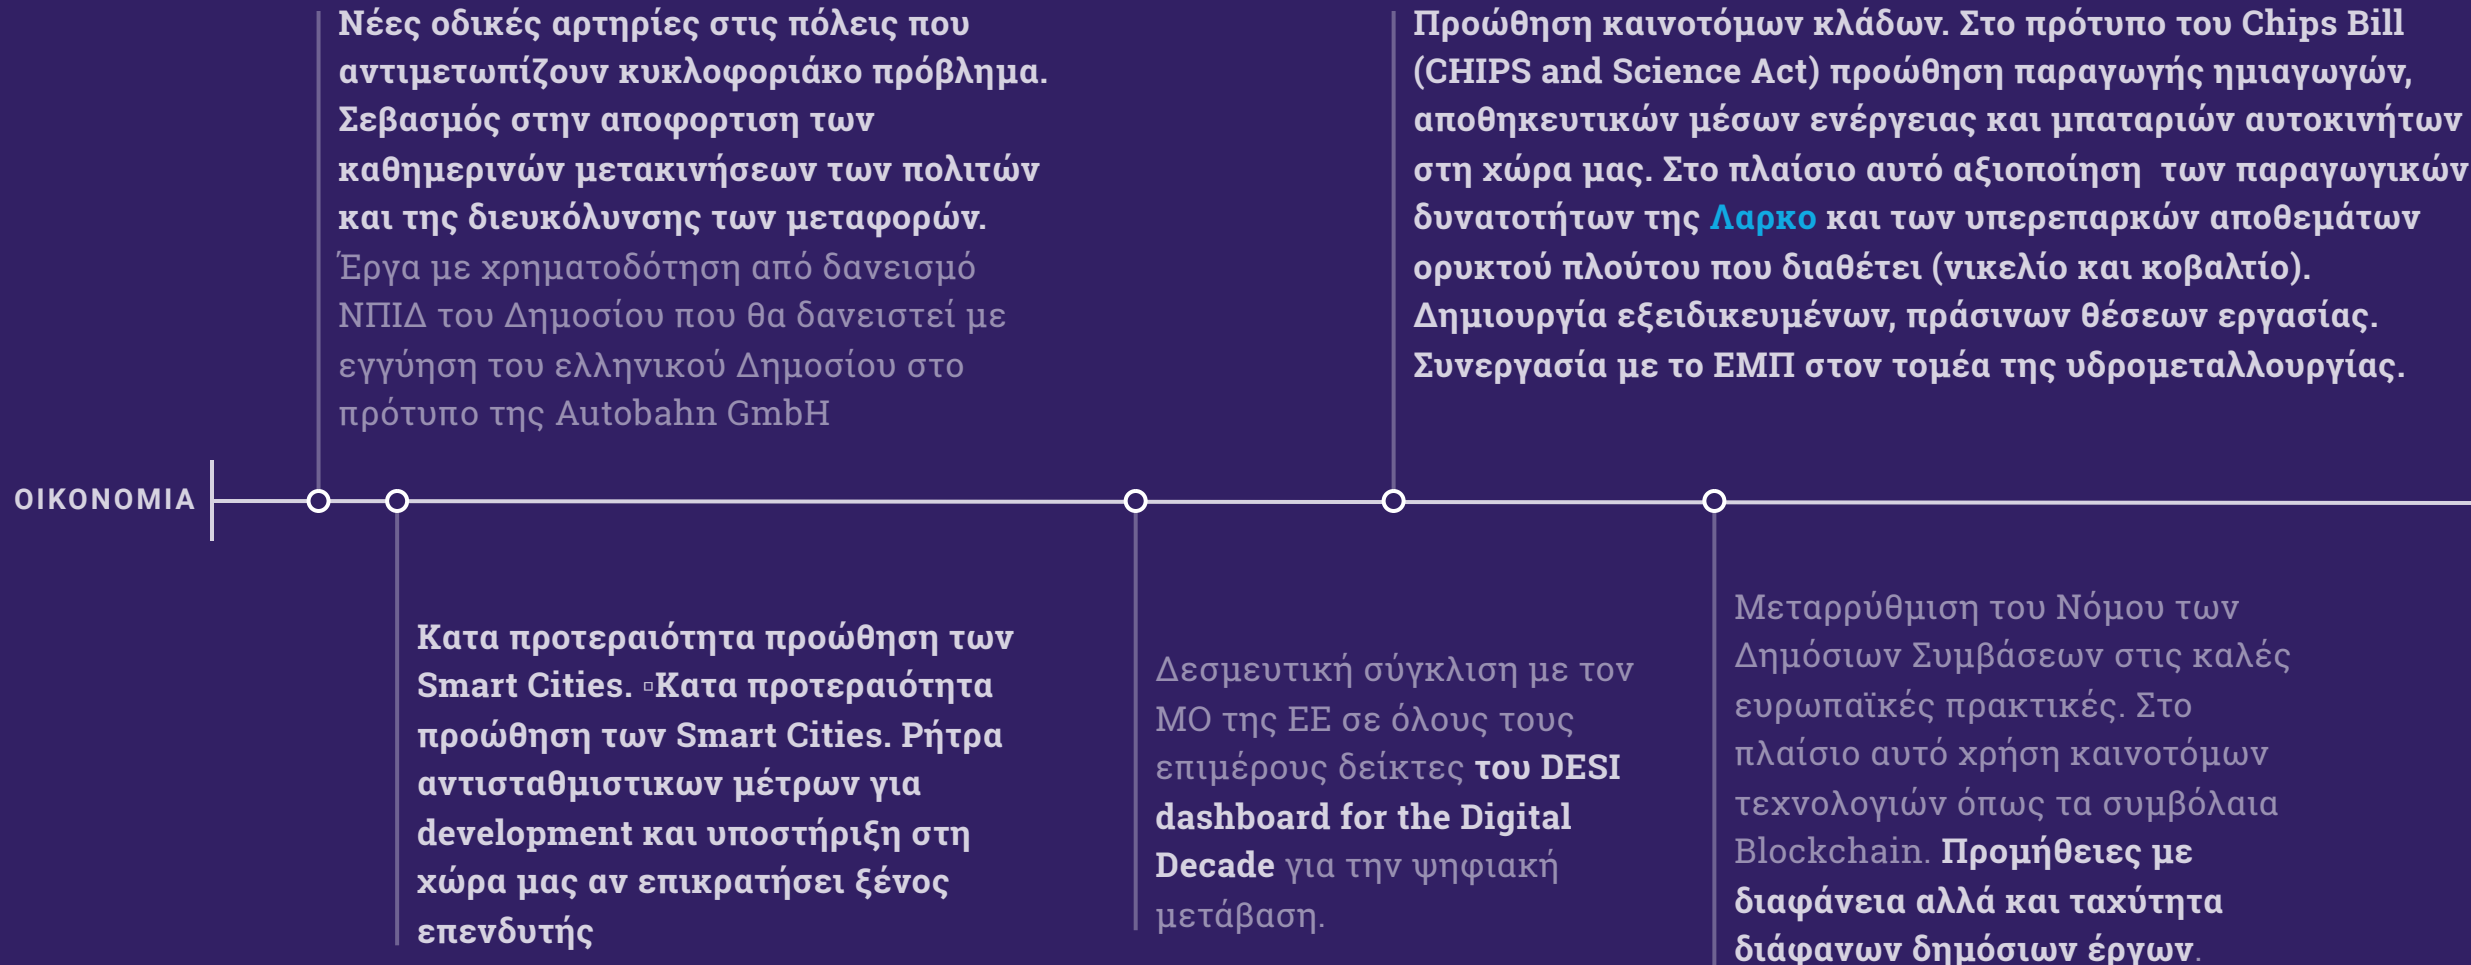 Νέες οδικές αρτηρίες στις πόλεις που
αντιμετωπίζουν κυκλοφοριάκο πρόβλημα.
Σεβασμός στην αποφορτιση των
καθημερινών μετακινήσεων των πολιτών
και της διευκόλυνσης των μεταφορών.
Έργα με χρηματοδότηση από δανεισμό
ΝΠΙΔ του Δημοσίου που θα δανειστεί με
εγγύηση του ελληνικού Δημοσίου στο
πρότυπο της Autobahn GmbH
Προώθηση καινοτόμων κλάδων. Στο πρότυπο του Chips Bill
(CHIPS and Science Act) προώθηση παραγωγής ημιαγωγών,
αποθηκευτικών μέσων ενέργειας και μπαταριών αυτοκινήτων
στη χώρα μας. Στο πλαίσιο αυτό αξιοποίηση  των παραγωγικών
δυνατοτήτων της Λαρκο και των υπερεπαρκών αποθεμάτων
ορυκτού πλούτου που διαθέτει (νικελίο και κοβαλτίο).
Δημιουργία εξειδικευμένων, πράσινων θέσεων εργασίας.
Συνεργασία με το ΕΜΠ στον τομέα της υδρομεταλλουργίας.
ΟΙΚΟΝΟΜΙΑ
Κατα προτεραιότητα προώθηση των
Smart Cities. ▫Κατα προτεραιότητα
προώθηση των Smart Cities. Ρήτρα
αντισταθμιστικων μέτρων για
development και υποστήριξη στη
χώρα μας αν επικρατήσει ξένος
επενδυτής
Δεσμευτική σύγκλιση με τον
ΜΟ της ΕΕ σε όλους τους
επιμέρους δείκτες του DESI
dashboard for the Digital
Decade για την ψηφιακή
μετάβαση.
Μεταρρύθμιση του Νόμου των
Δημόσιων Συμβάσεων στις καλές
ευρωπαϊκές πρακτικές. Στο
πλαίσιο αυτό χρήση καινοτόμων
τεχνολογιών όπως τα συμβόλαια
Blockchain. Προμήθειες με
διαφάνεια αλλά και ταχύτητα
διάφανων δημόσιων έργων.